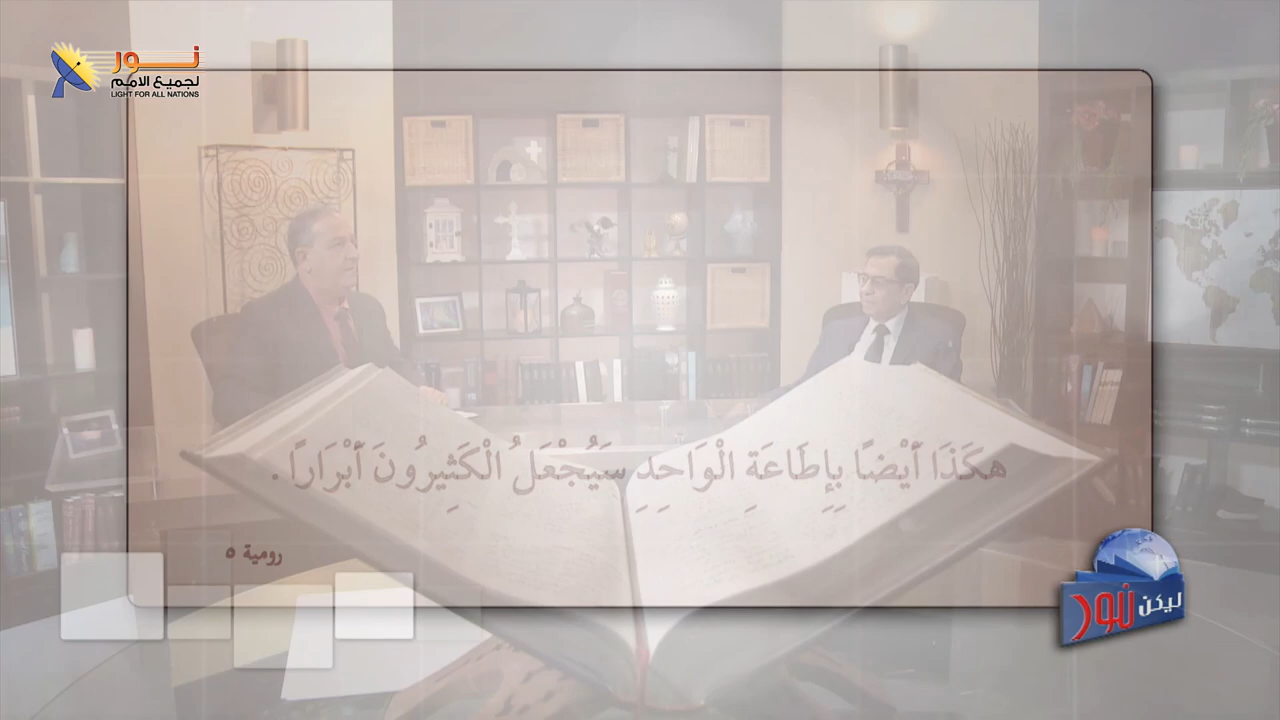 نور
لجميع الامم
LIGHT FOR ALL NATIONS
هكَذَا أَيْضًا بِإِطَاعَةِ الْوَاحِدِ سَيُجْعَلُ الْكَثِيرُونَ أَبْرَارًا .
رومية ٥
ليكن نور